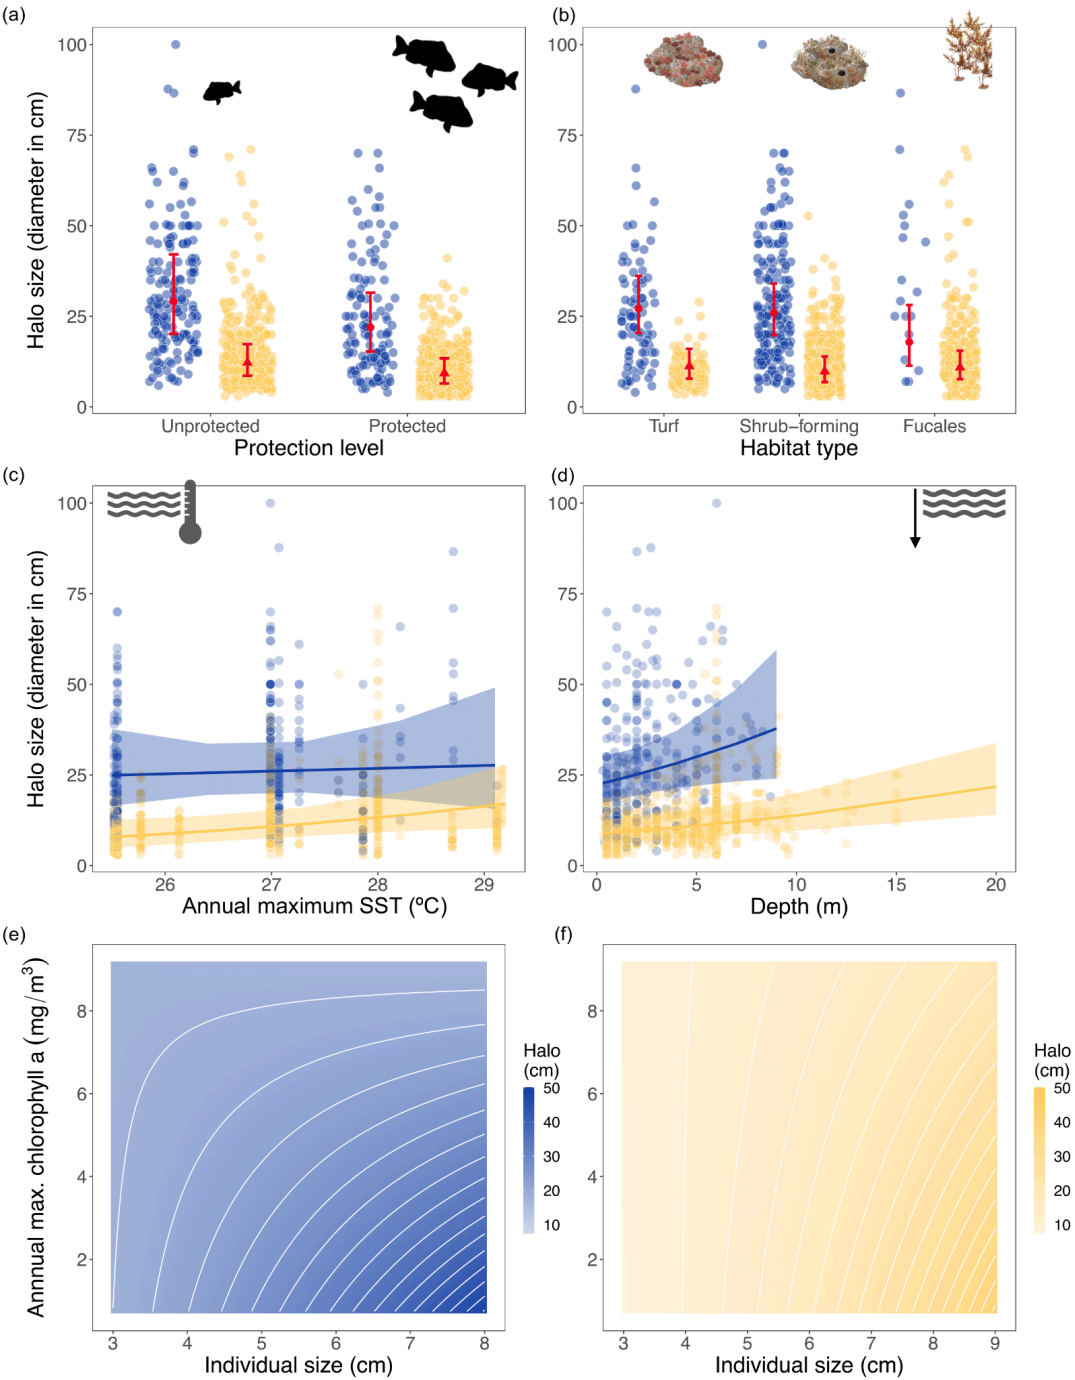 (a)
(b)
Halo size (diameter in cm)
100
75
50
25
0
Unprotected
Protected
Protection level
100
75
50
25
0
Turf
Shrub-forming
Fucales
Habitat type
(c)
(d)
Halo size (diameter in cm)
100
75
50
25
0
26
27
28
29
Annual maximum SST (ºC)
100
75
50
25
0
0
5
10
15
20
Depth (m)
(e)
(f)
Annnual max. chlorophyll a (mg/m³)
8
6
4
2
3
4
5
6
7
8
Individual size (cm)
Halo
(cm)
50
40
30
20
10
8
6
4
2
3
4
5
6
7
8
9
Individual size (cm)
Halo
(cm)
50
40
30
20
10